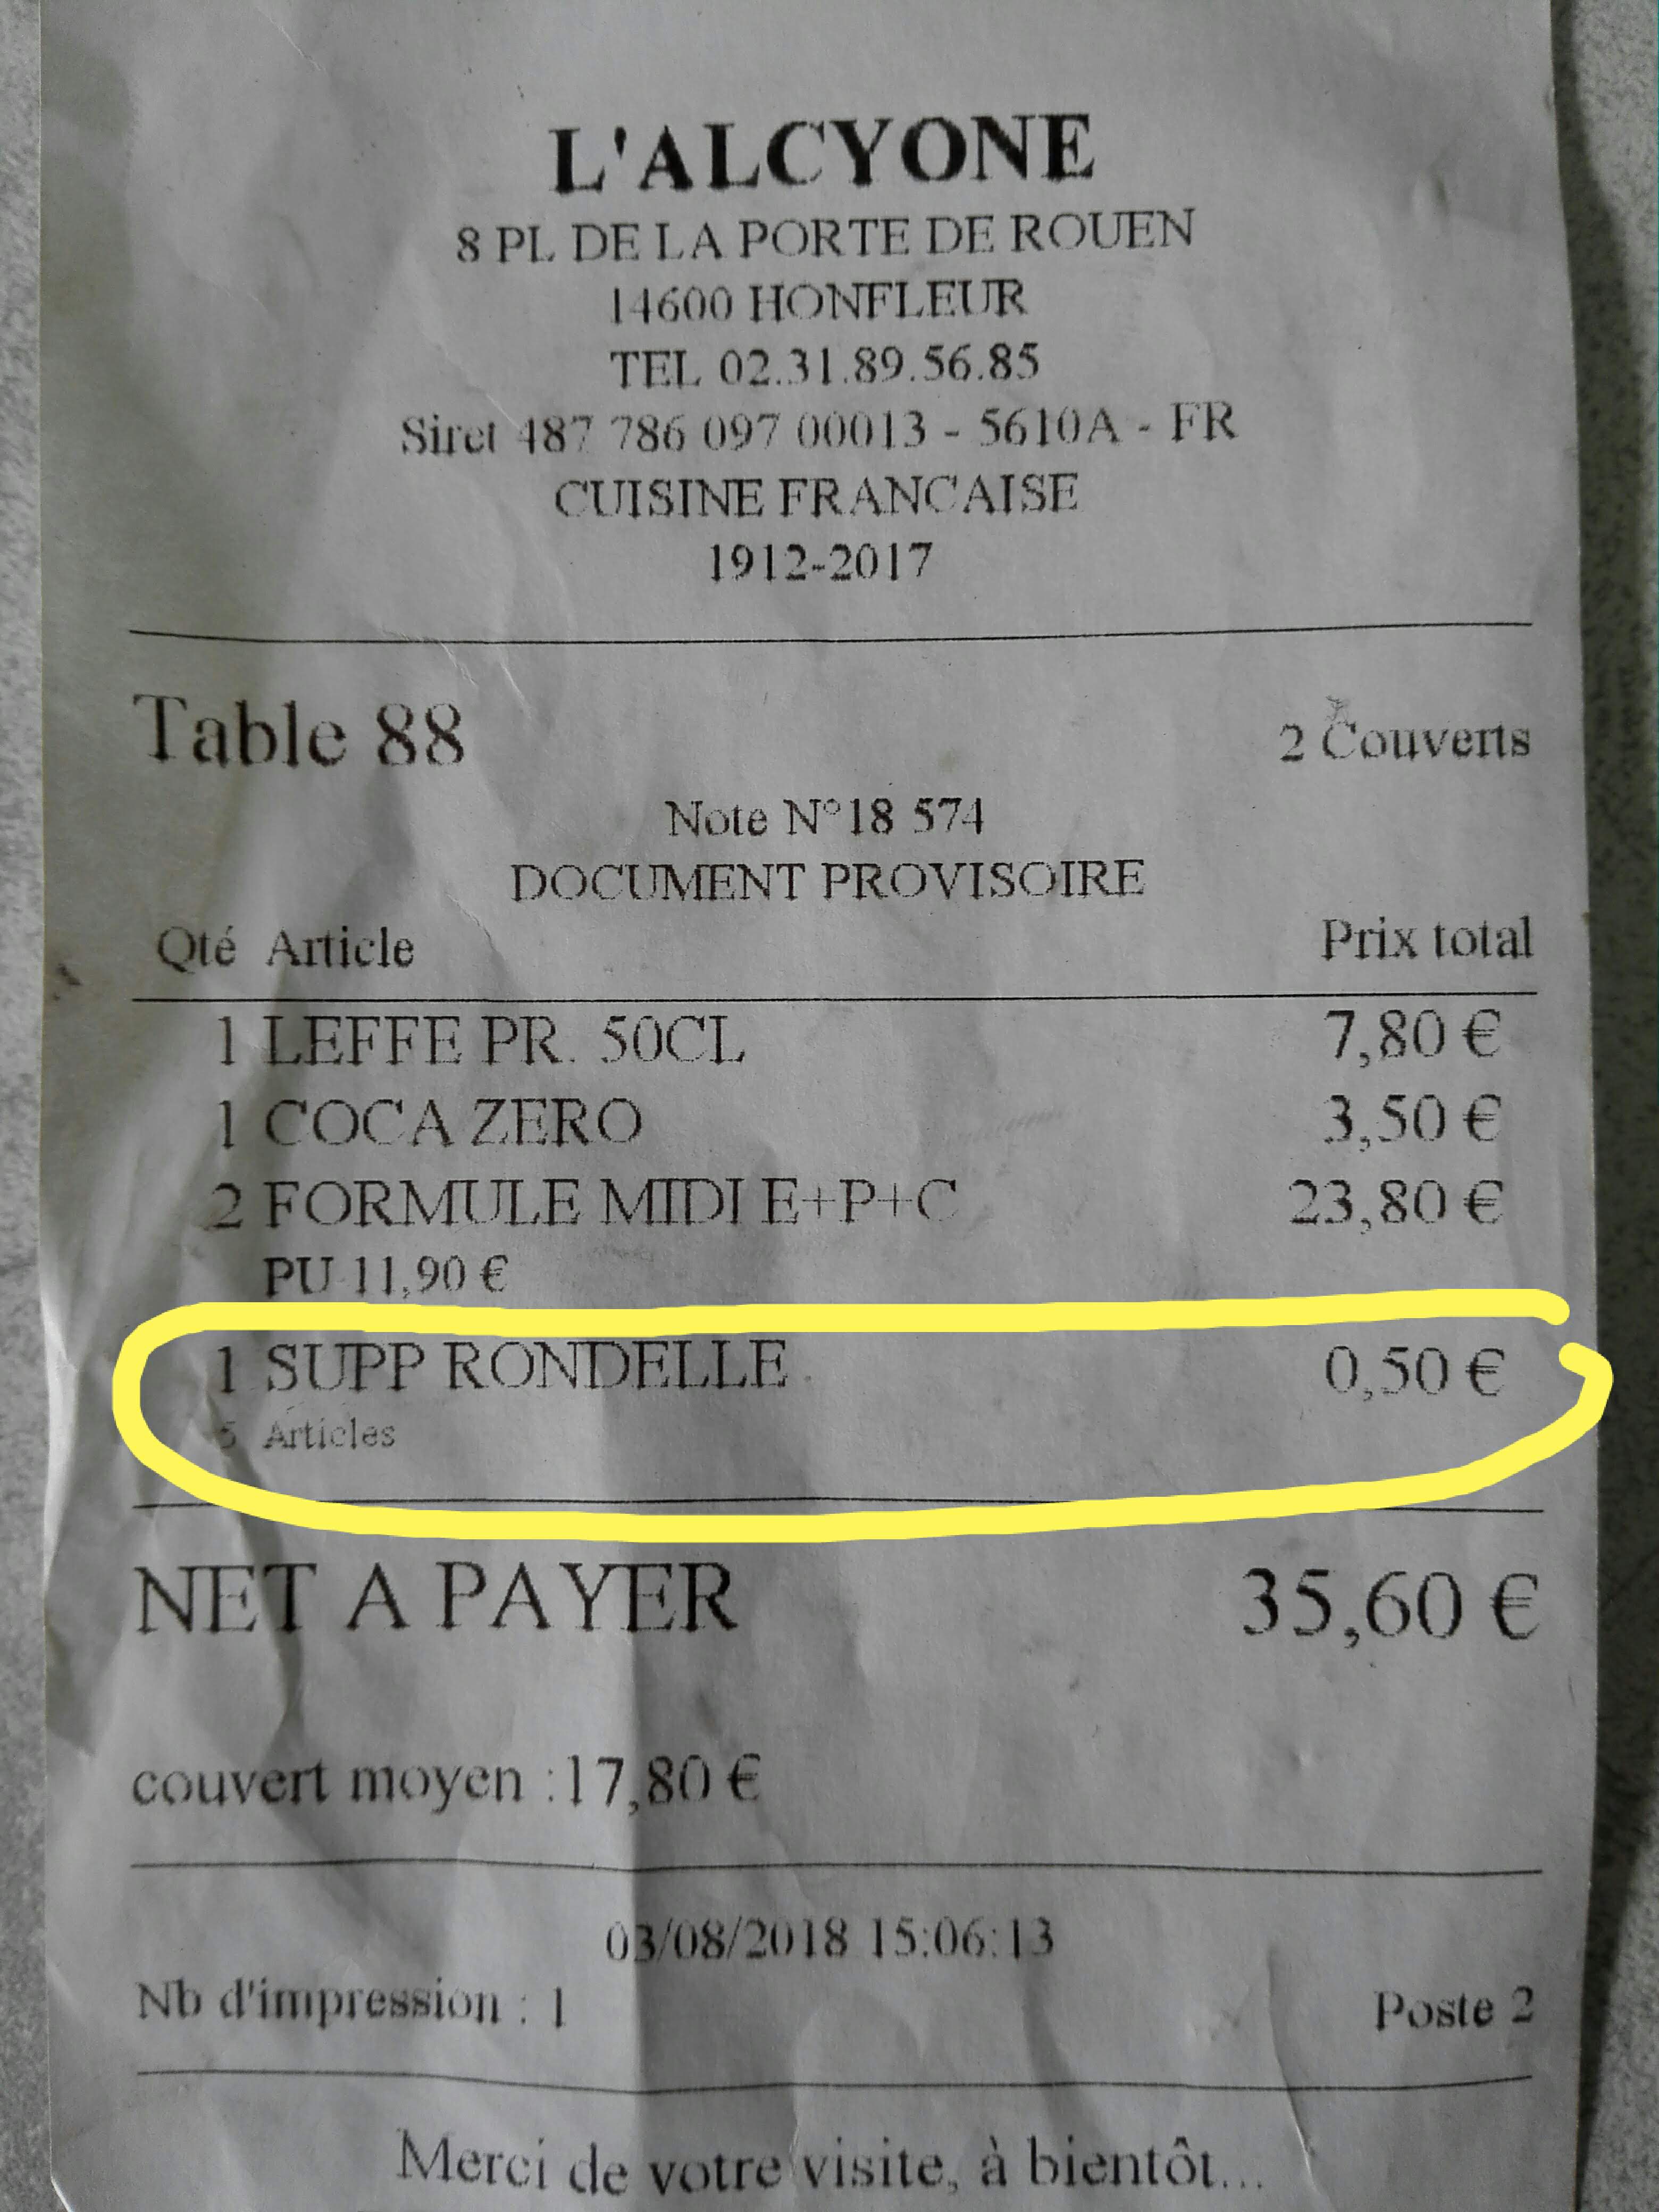 L'ALCYONE
8 PL DE LA PORTE DE ROUEN
14600 HONFLEUR
TEL 02.31.89.56.85
Siret 487 786 097 00013 - 5610A - FR
CUISINE FRANCAISE
1912-2017
Table 88 2 Couverts
Note N°18 574
DOCUMENT PROVISOIRE
Qté Article Prix total
1 LEFFE PR. 50CL 7,80 €
1 COCA ZERO 3,50 €
2 FORMULE MIDI E+P+C 23,80 €
PU 11,90 €
1 SUPP RONDELLE 0,50 €
5 Articles
NET A PAYER 35,60 €
couvert moyen :17,80 €
03/08/2018 15:06:13
Nb d'impression : 1 Poste 2
Merci de votre visite, à bientôt...